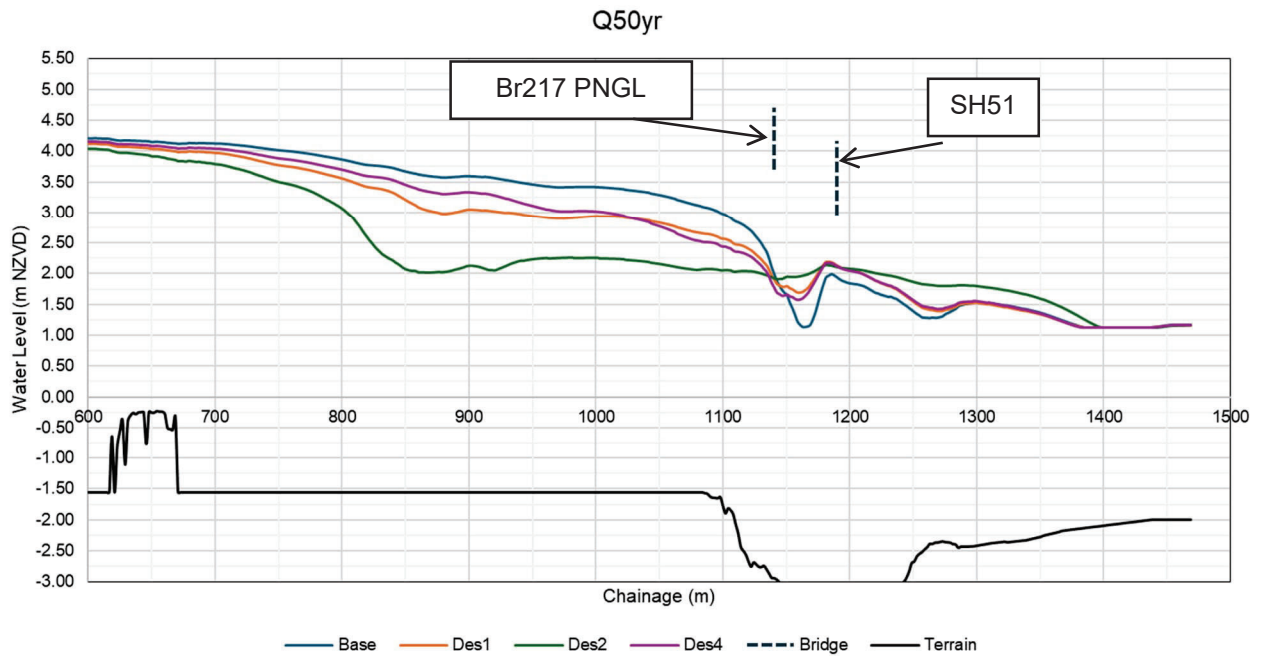 Q50yr
5.50
5.00
4.50
4.00
3.50
3.00
2.50
2.00
1.50
1.00
0.50
0.00
-0.50
-1.00
-1.50
-2.00
-2.50
-3.00
Water Level (m NZVD)
Br217 PNGL
SH51
600 700 800 900 1000 1100 1200 1300 1400 1500
Chainage (m)
Base Des1 Des2 Des4 Bridge Terrain